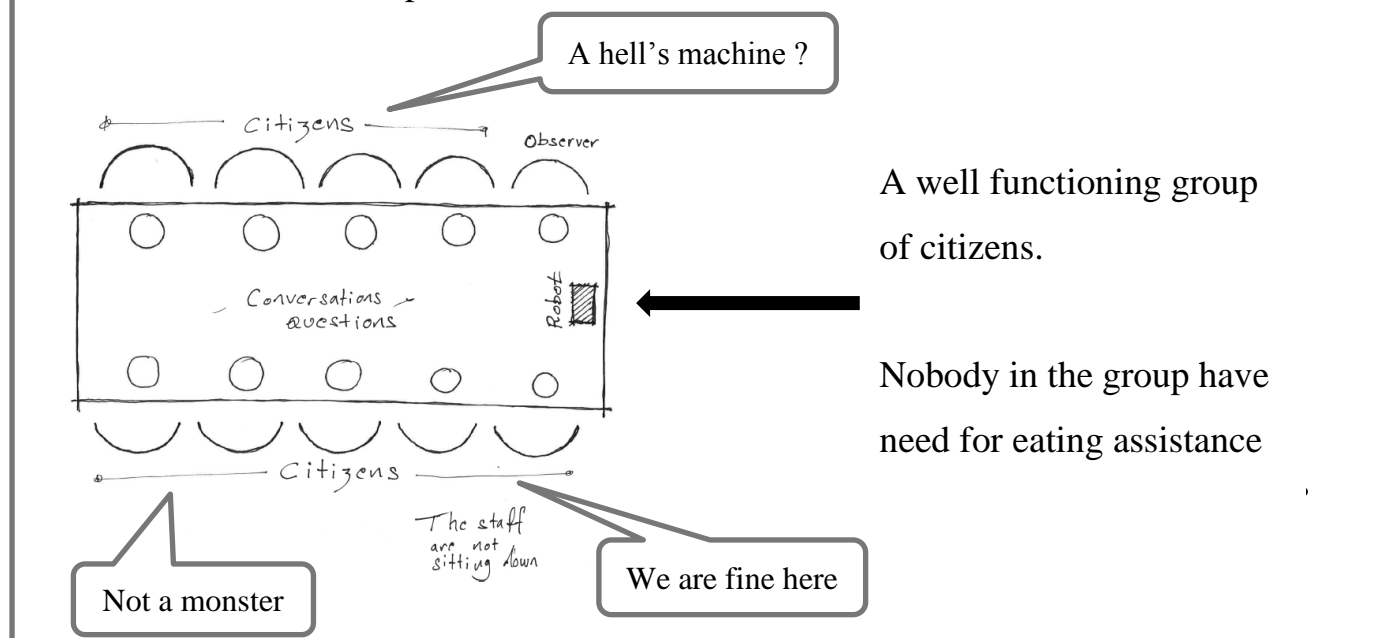 A hell’s machine ?
Citizens
Observer
A well functioning group
of citizens.
Conversations
questions
Robot
Nobody in the group have
need for eating assistance
Citizens
The staff
are not
sitting down
Not a monster
We are fine here